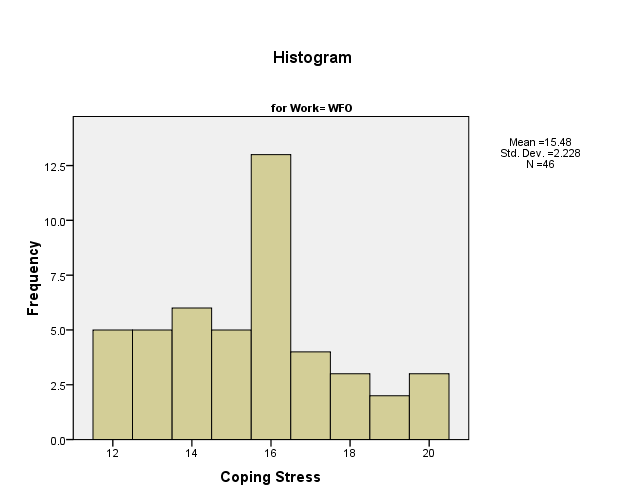 Histogram
for Work= WFO
Mean =15.48
Std. Dev. =2.228
N =46
12.5
10.0
7.5
5.0
2.5
0.0
Frequency
12 14 16 18 20
Coping Stress